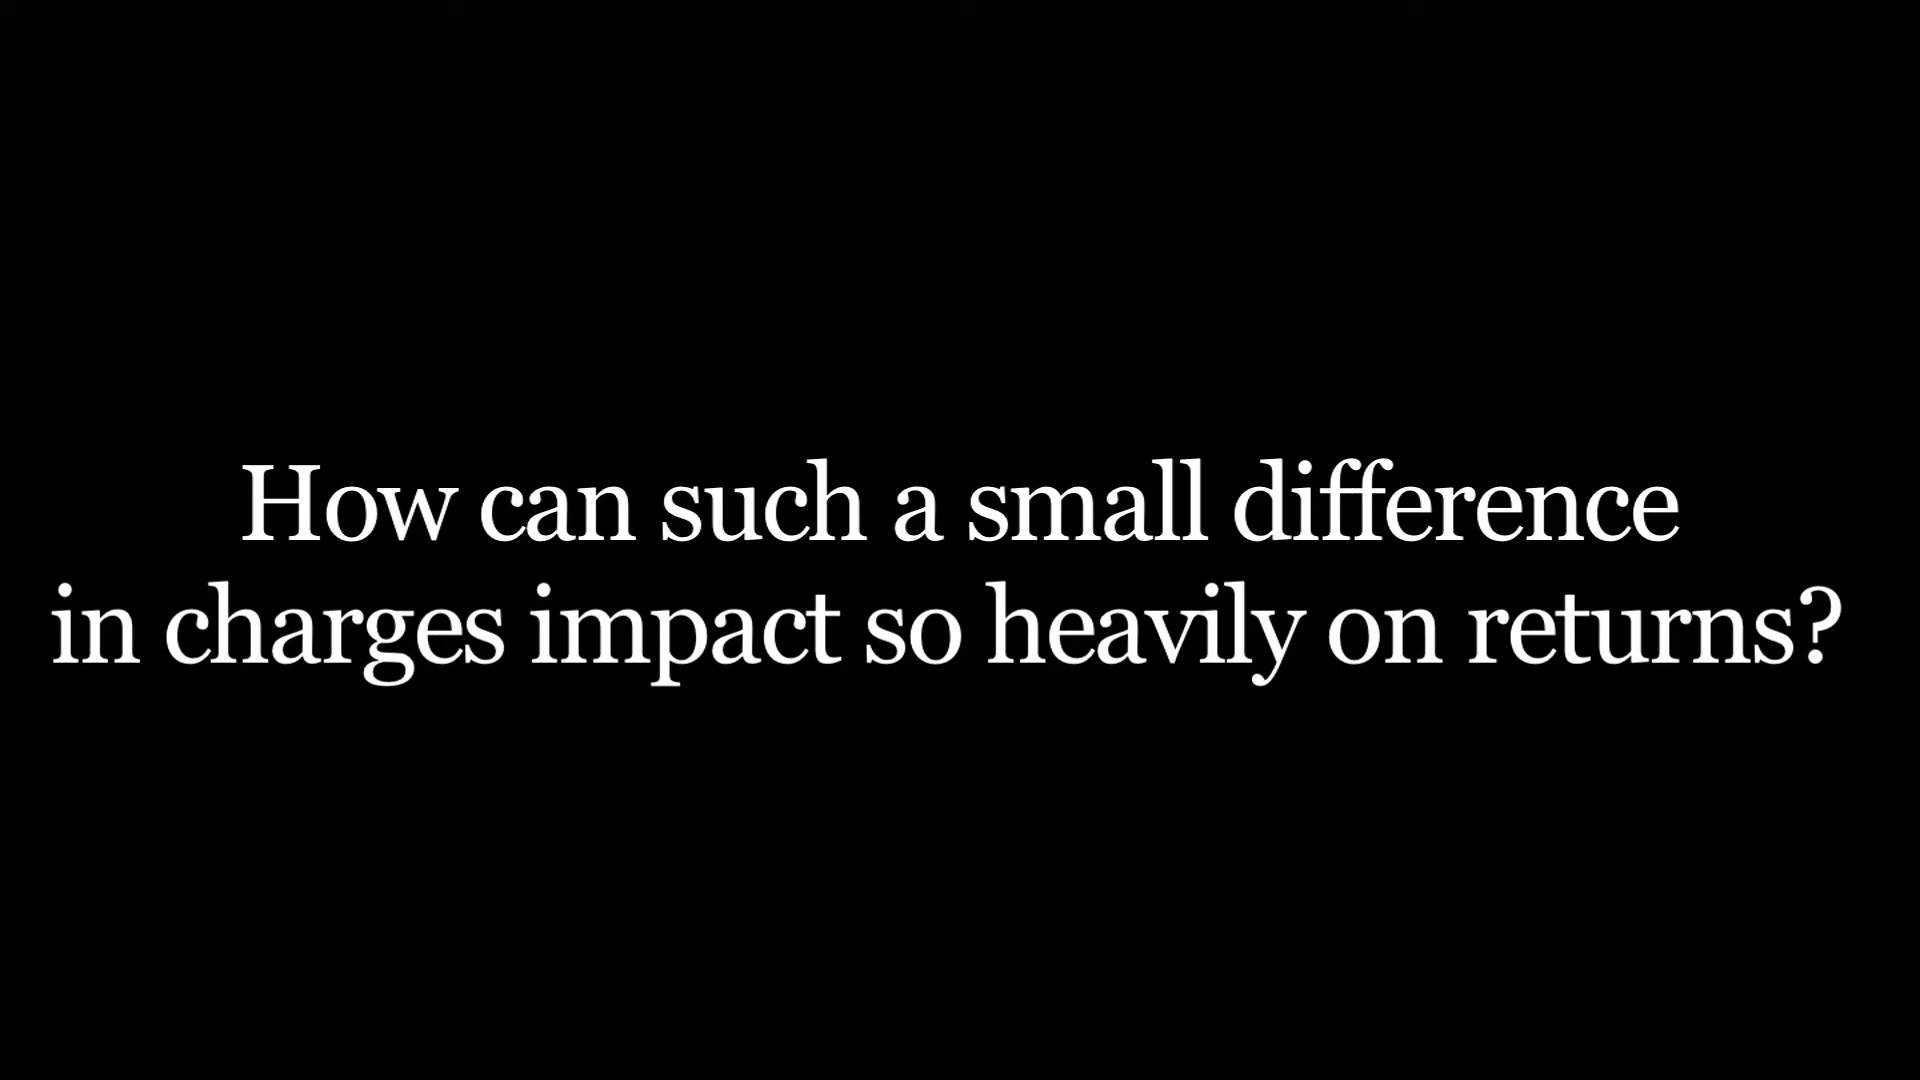 How can such a small difference
in charges impact so heavily on returns?